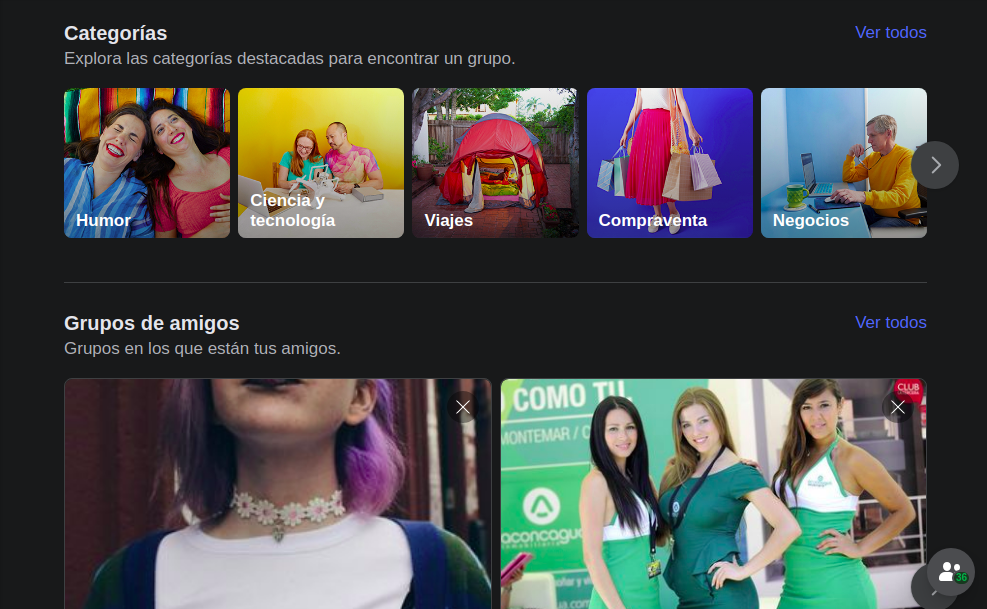 Categorías
Ver todos
Explora las categorías destacadas para encontrar un grupo.
Humor
Ciencia y
tecnología
Viajes
Compraventa
Negocios
Grupos de amigos
Ver todos
Grupos en los que están tus amigos.
COMO TU
CLUB
MONTEMAR / C
aconcagua
36